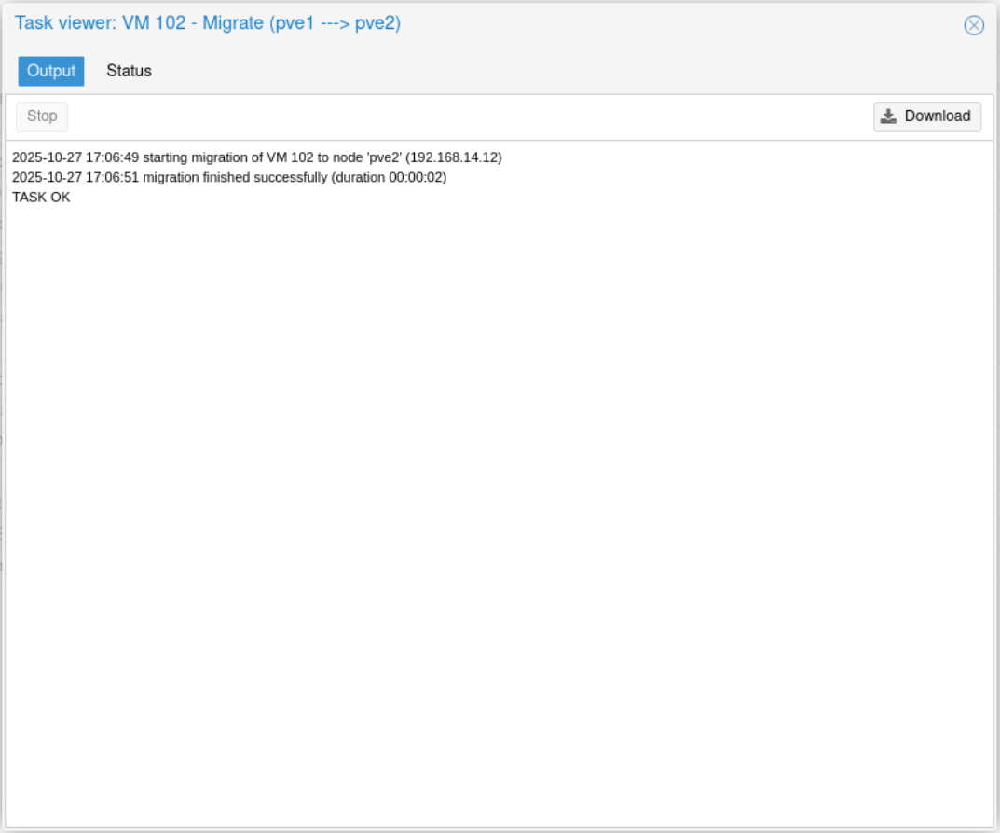 Task viewer: VM 102 - Migrate (pve1 ---> pve2)
Output Status
Stop Download
2025-10-27 17:06:49 starting migration of VM 102 to node 'pve2' (192.168.14.12)
2025-10-27 17:06:51 migration finished successfully (duration 00:00:02)
TASK OK